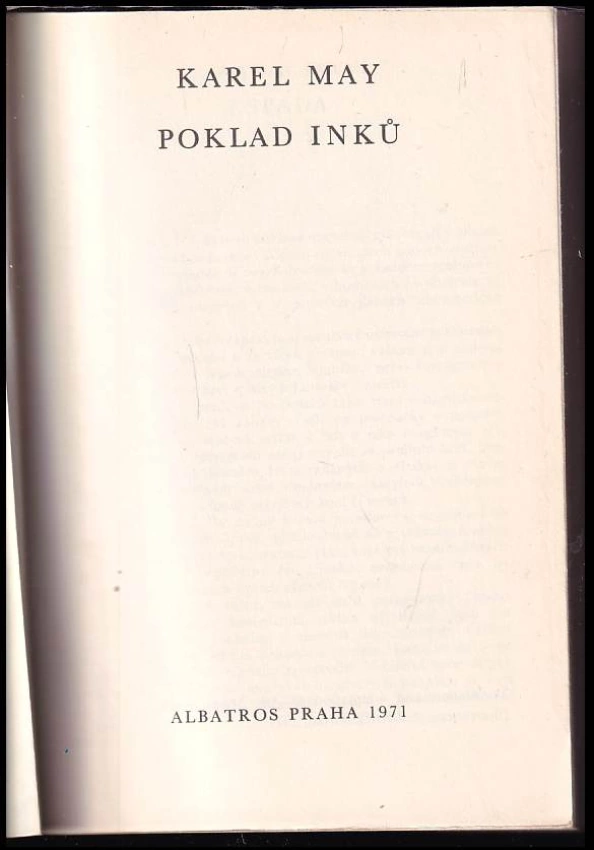 KAREL MAY
POKLAD INKŮ
ALBATROS PRAHA 1971